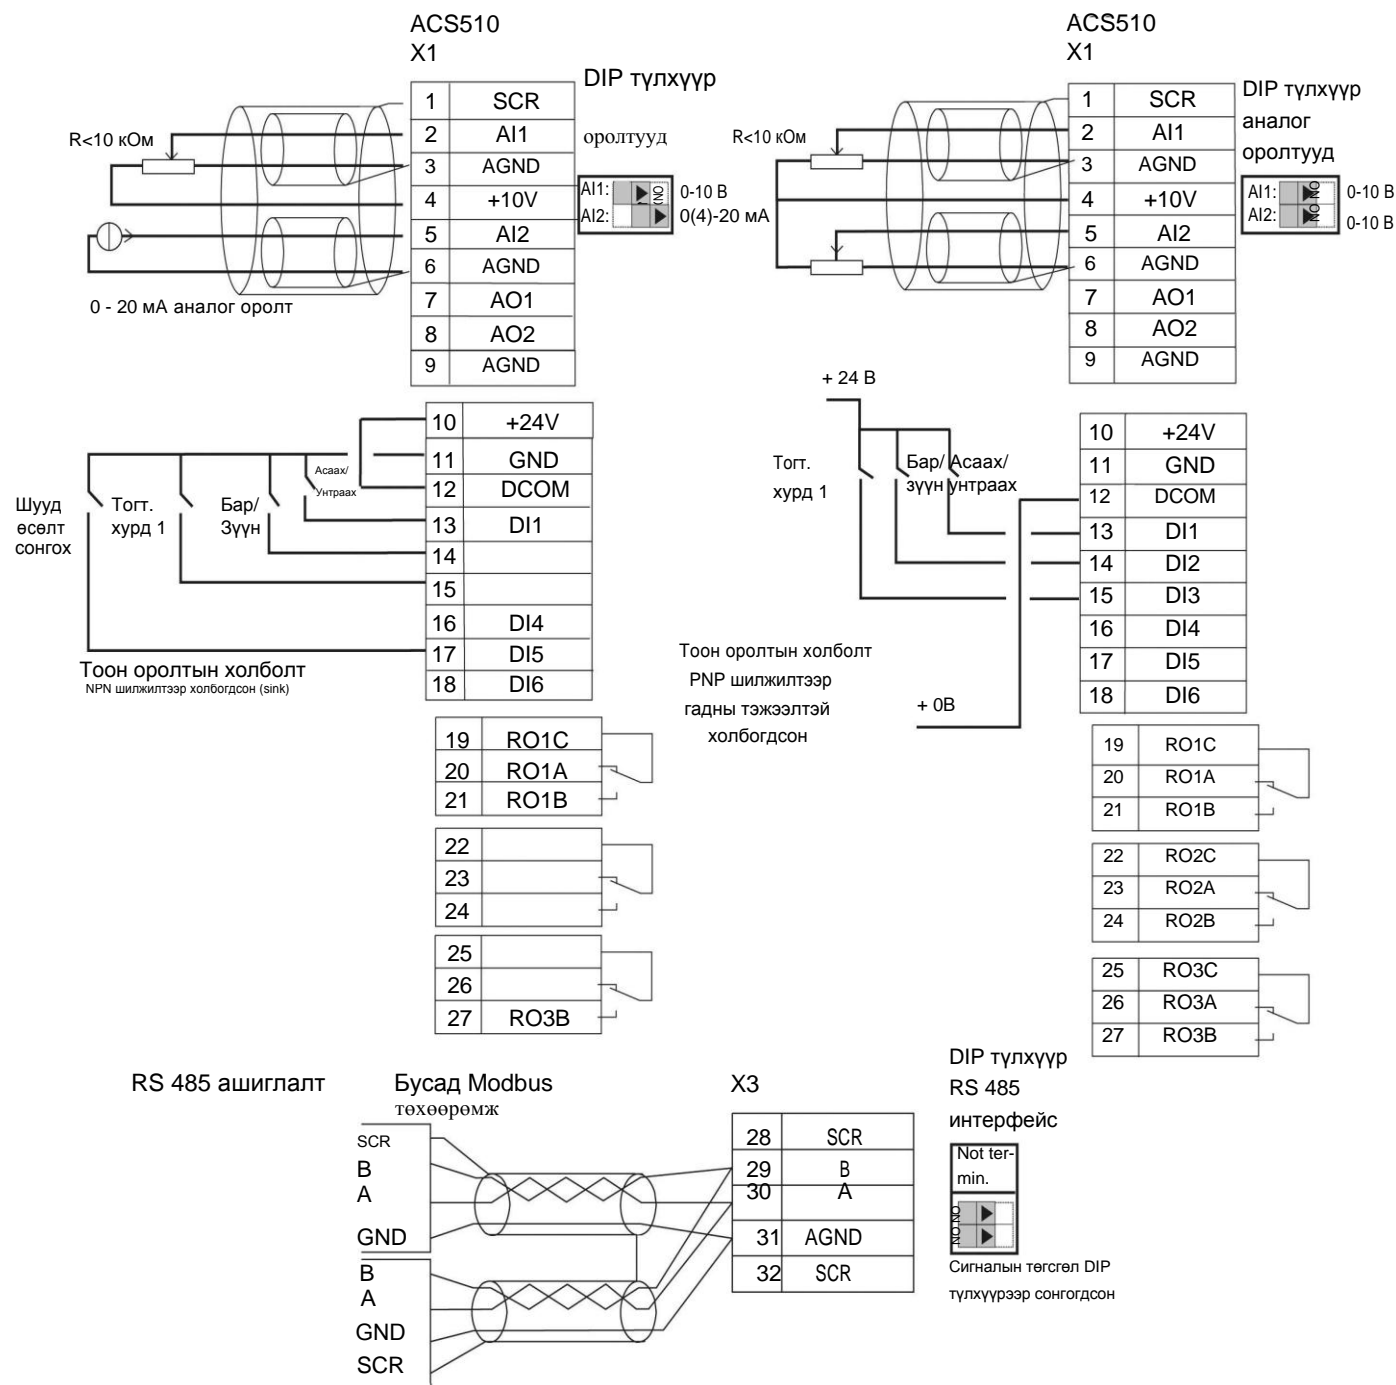 ACS510
X1
DIP түлхүүр
оролтууд
1 SCR
2 AI1
3 AGND
4 +10V
5 AI2
6 AGND
7 AO1
8 AO2
9 AGND
R<10 кОм
0 - 20 мА аналог оролт
AI1: 0-10 В
AI2: 0(4)-20 мА
10 +24V
11 GND
12 DCOM
13 DI1
14
15
16 DI4
17 DI5
18 DI6
Шууд
өсөлт
сонгох
Тогт.
хурд 1
Бар/
Зүүн
Асаах/
Унтраах
Тоон оролтын холболт
NPN шилжилтээр холбогдсон (sink)
19 RO1C
20 RO1A
21 RO1B
22
23
24
25
26
27 RO3B
ACS510
X1
DIP түлхүүр
аналог
оролтууд
1 SCR
2 AI1
3 AGND
4 +10V
5 AI2
6 AGND
7 AO1
8 AO2
9 AGND
R<10 кОм
AI1: NO 0-10 В
AI2: NO 0-10 В
+ 24 В
10 +24V
11 GND
12 DCOM
13 DI1
14 DI2
15 DI3
16 DI4
17 DI5
18 DI6
Тогт.
хурд 1
Бар/
зүүн
Асаах/
унтраах
Тоон оролтын холболт
PNP шилжилтээр
гадны тэжээлтэй
холбогдсон
+ 0В
19 RO1C
20 RO1A
21 RO1B
22 RO2C
23 RO2A
24 RO2B
25 RO3C
26 RO3A
27 RO3B
RS 485 ашиглалт
Бусад Modbus
төхөөрөмж
SCR
B
A
GND
B
A
GND
SCR
X3
28 SCR
29 B
30 A
31 AGND
32 SCR
DIP түлхүүр
RS 485
интерфейс
Not ter-
min.
NO NO
Сигналын төгсгөл DIP
түлхүүрээр сонгогдсон